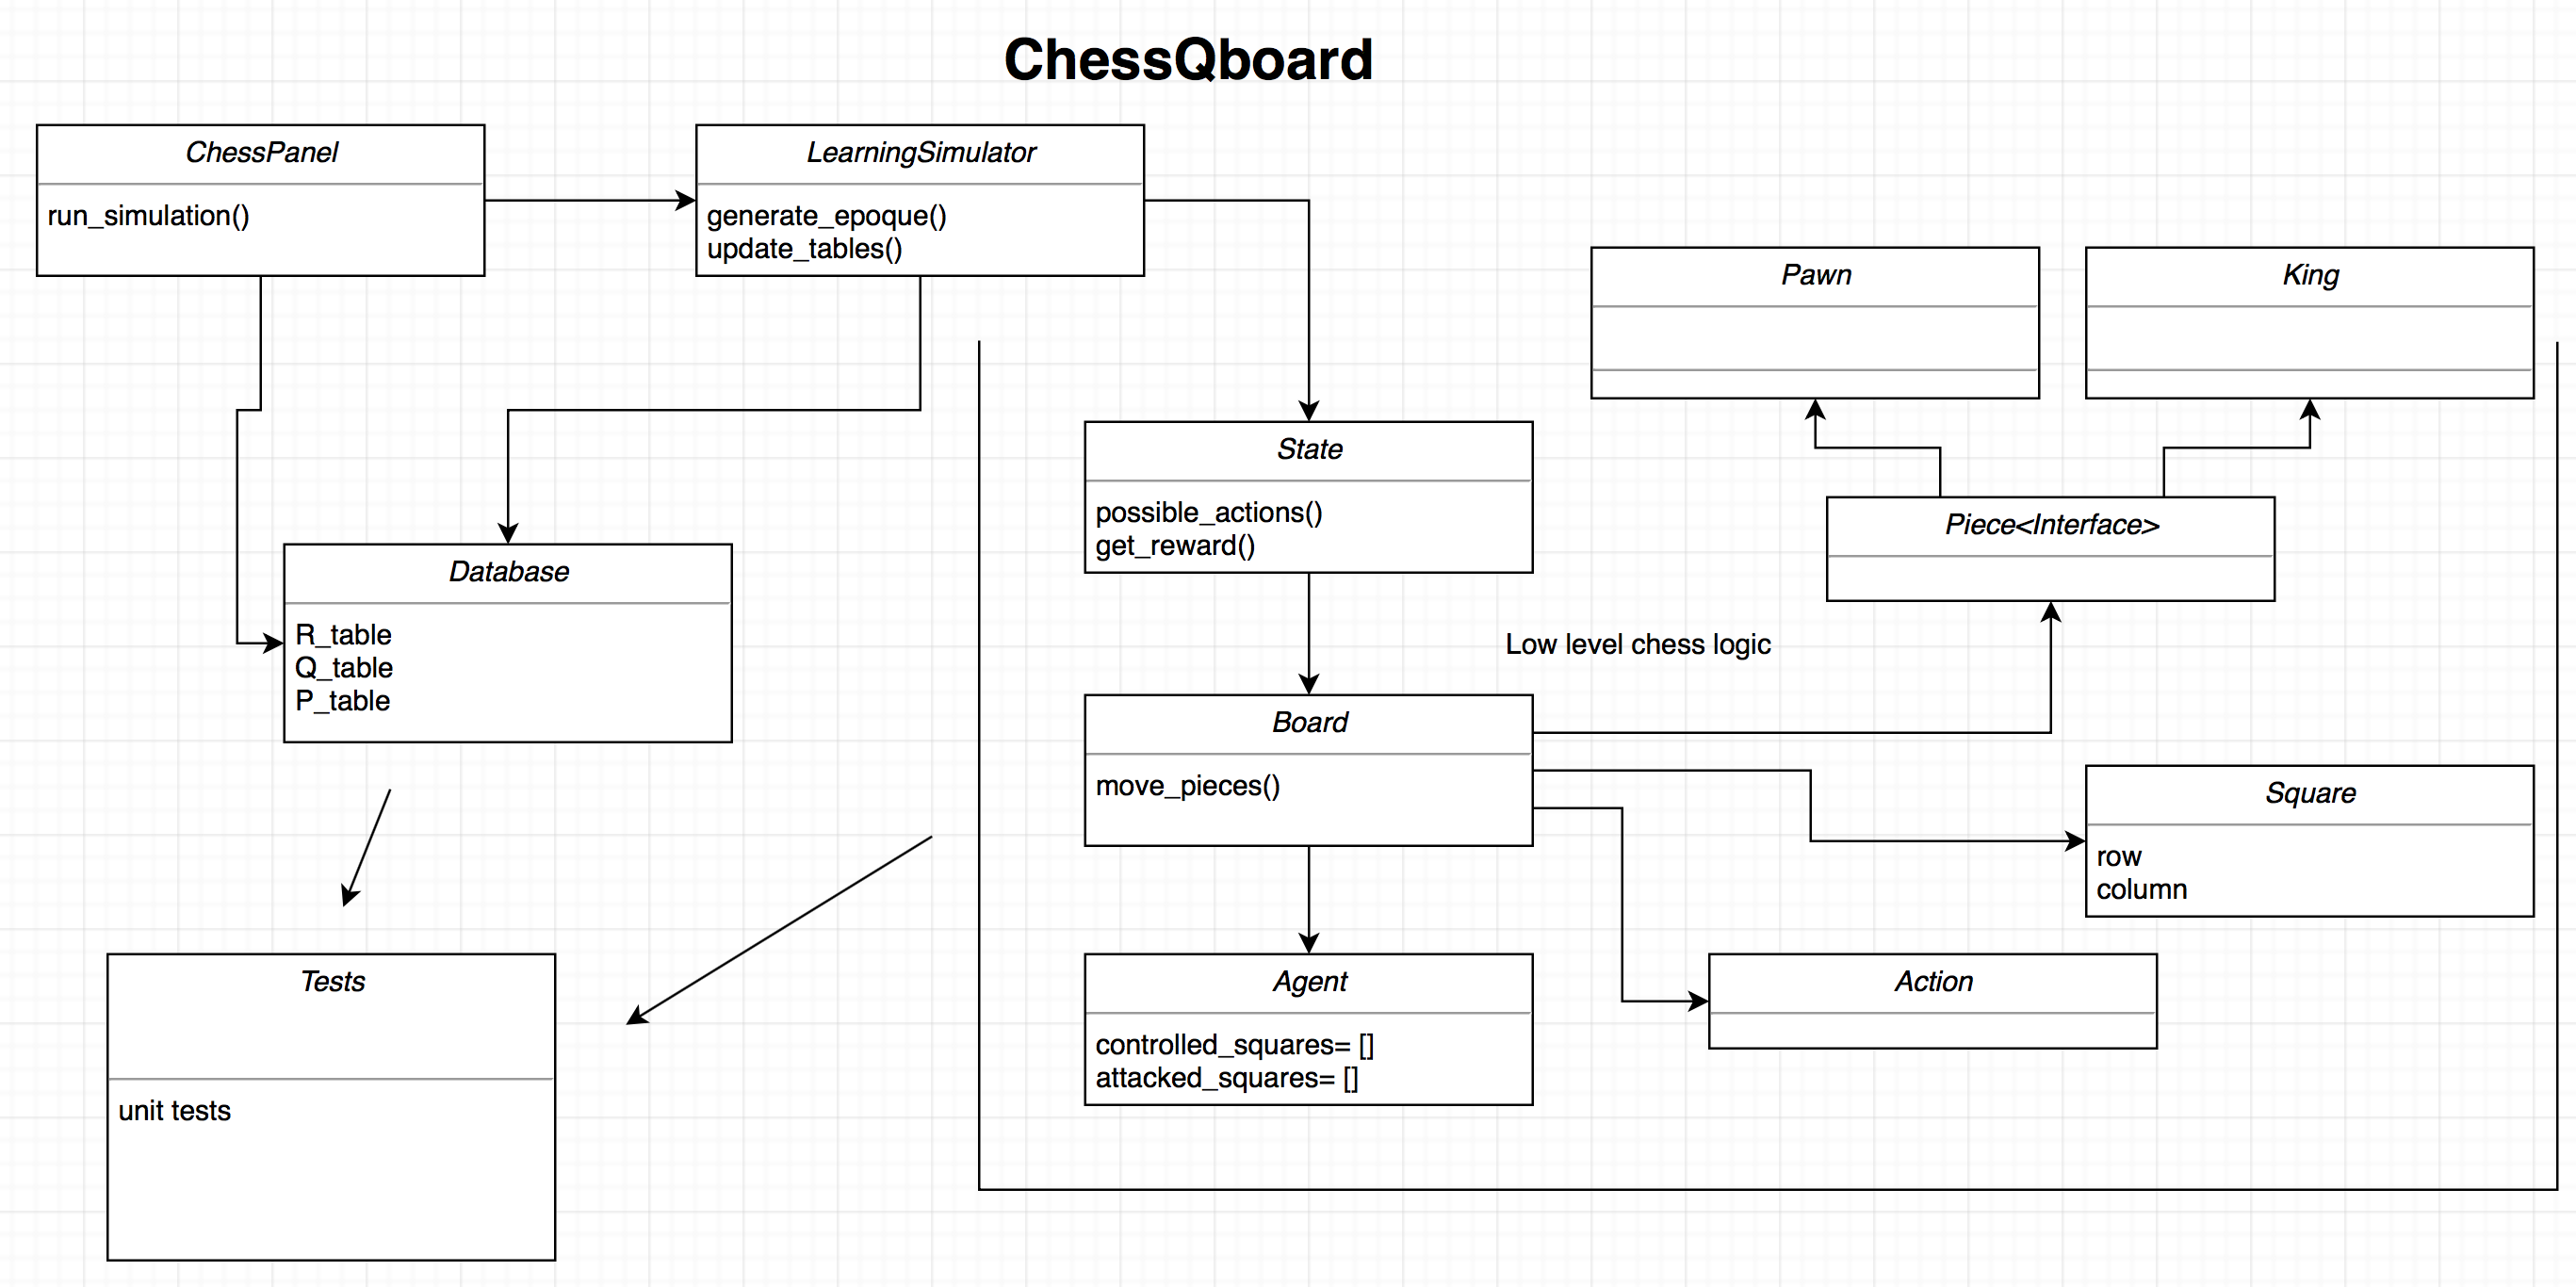 ChessQboard
ChessPanel
run_simulation()
LearningSimulator
generate_epoque()
update_tables()
Pawn
King
State
possible_actions()
get_reward()
Piece<Interface>
Database
R_table
Q_table
P_table
Low level chess logic
Board
move_pieces()
Square
row
column
Tests
unit tests
Agent
controlled_squares= []
attacked_squares= []
Action